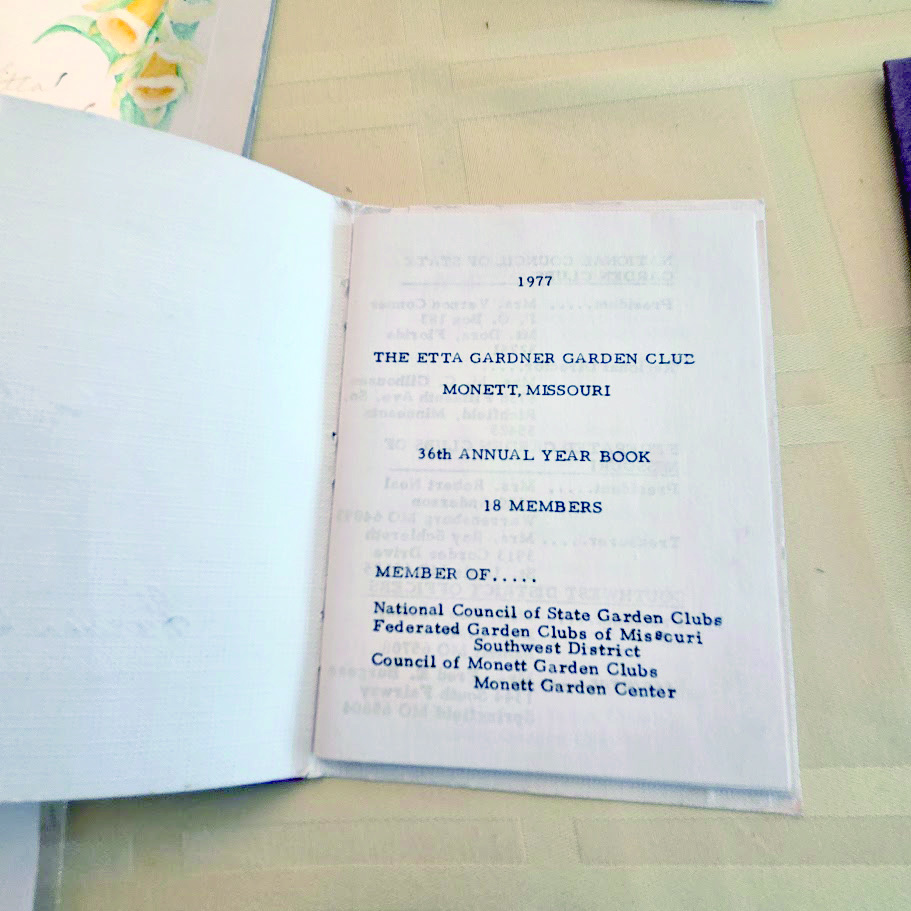 1977
THE ETTA GARDNER GARDEN CLUB
MONETT, MISSOURI
36th ANNUAL YEAR BOOK
18 MEMBERS
MEMBER OF.....
National Council of State Garden Clubs
Federated Garden Clubs of Missouri
Southwest District
Council of Monett Garden Clubs
Monett Garden Center